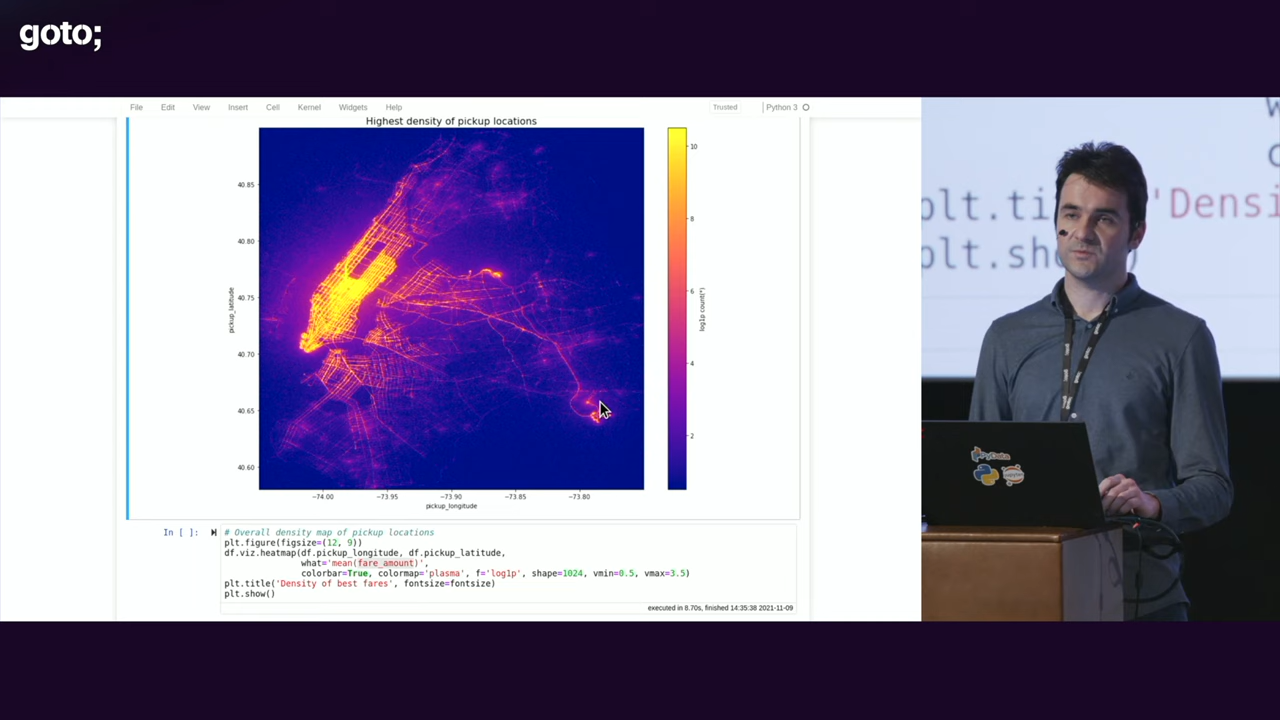 goto;
File Edit View Insert Cell Kernel Widgets Help Trusted Python 3
Highest density of pickup locations
40.85
40.80
40.75
40.70
40.65
40.60
pickup_latitude
−74.00 −73.95 −73.90 −73.85 −73.80
pickup_longitude
10
8
6
4
2
log1p count(*)
In [ ]:
# Overall density map of pickup locations
plt.figure(figsize=(12, 9))
df.viz.heatmap(df.pickup_longitude, df.pickup_latitude,
what='mean(fare_amount)',
colorbar=True, colormap='plasma', f='log1p', shape=1024, vmin=0.5, vmax=3.5)
plt.title('Density of best fares', fontsize=fontsize)
plt.show()
executed in 8.70s, finished 14:35:38 2021-11-09
plt.ti 'Densi
plt.sh )
PyData